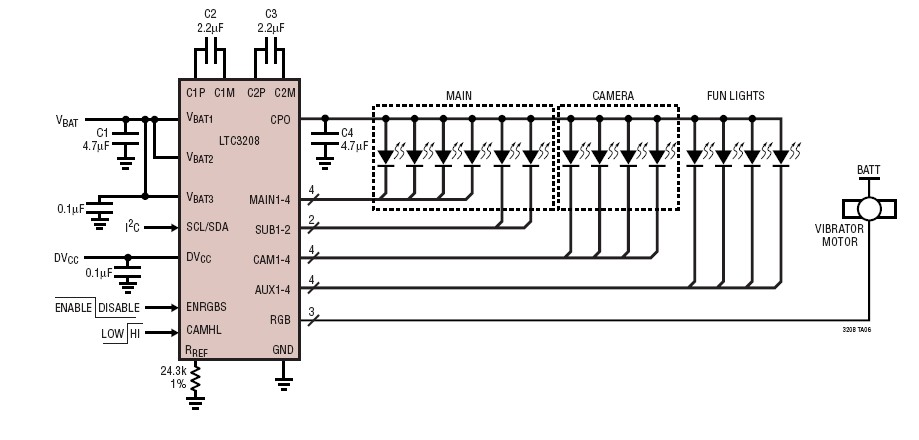 C2
2.2µF
C3
2.2µF
C1P C1M C2P C2M
MAIN
CAMERA
FUN LIGHTS
VBAT
VBAT1
CPO
C1
4.7µF
LTC3208
C4
4.7µF
VBAT2
BATT
VBAT3
MAIN1-4
4
0.1µF
I2C
SCL/SDA
SUB1-2
2
VIBRATOR
MOTOR
DVCC
DVCC
CAM1-4
4
0.1µF
AUX1-4
4
ENABLE DISABLE
ENRGBS
RGB
3
LOW HI
CAMHL
3208 TA06
RREF
GND
24.3k
1%